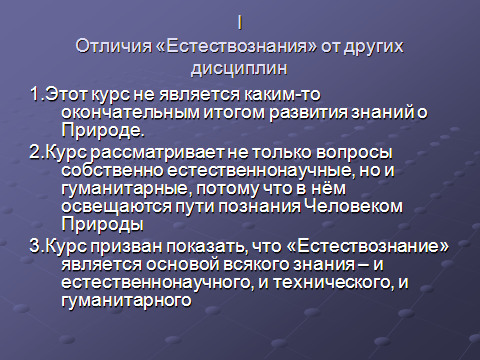 I
Отличия «Естествознания» от других
дисциплин
1.Этот курс не является каким-то
окончательным итогом развития знаний о
Природе.
2.Курс рассматривает не только вопросы
собственно естественнонаучные, но и
гуманитарные, потому что в нём
освещаются пути познания Человеком
Природы
3.Курс призван показать, что «Естествознание»
является основой всякого знания – и
естественнонаучного, и технического, и
гуманитарного